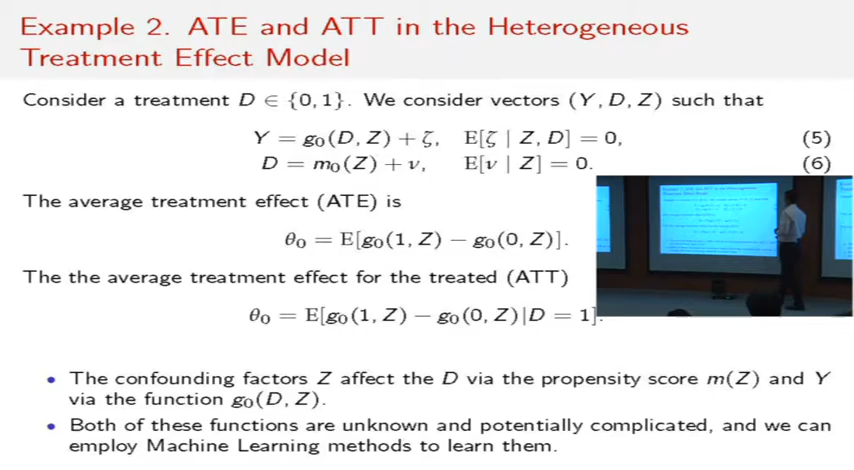 Example 2. ATE and ATT in the Heterogeneous
Treatment Effect Model
Consider a treatment D ∈ {0, 1}. We consider vectors (Y, D, Z) such that
Y = g₀(D, Z) + ζ, E[ζ | Z, D] = 0, (5)
D = m₀(Z) + ν, E[ν | Z] = 0. (6)
The average treatment effect (ATE) is
θ₀ = E[g₀(1, Z) − g₀(0, Z)].
The the average treatment effect for the treated (ATT)
θ₀ = E[g₀(1, Z) − g₀(0, Z)|D = 1].
• The confounding factors Z affect the D via the propensity score m(Z) and Y
via the function g₀(D, Z).
• Both of these functions are unknown and potentially complicated, and we can
employ Machine Learning methods to learn them.